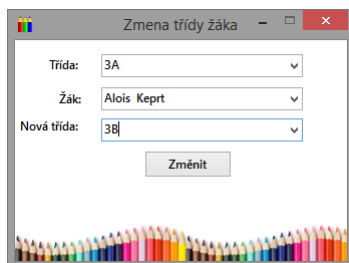 Zmena třídy žáka
Třída: 3A
Žák: Alois Keprt
Nová třída: 3B
Změnit